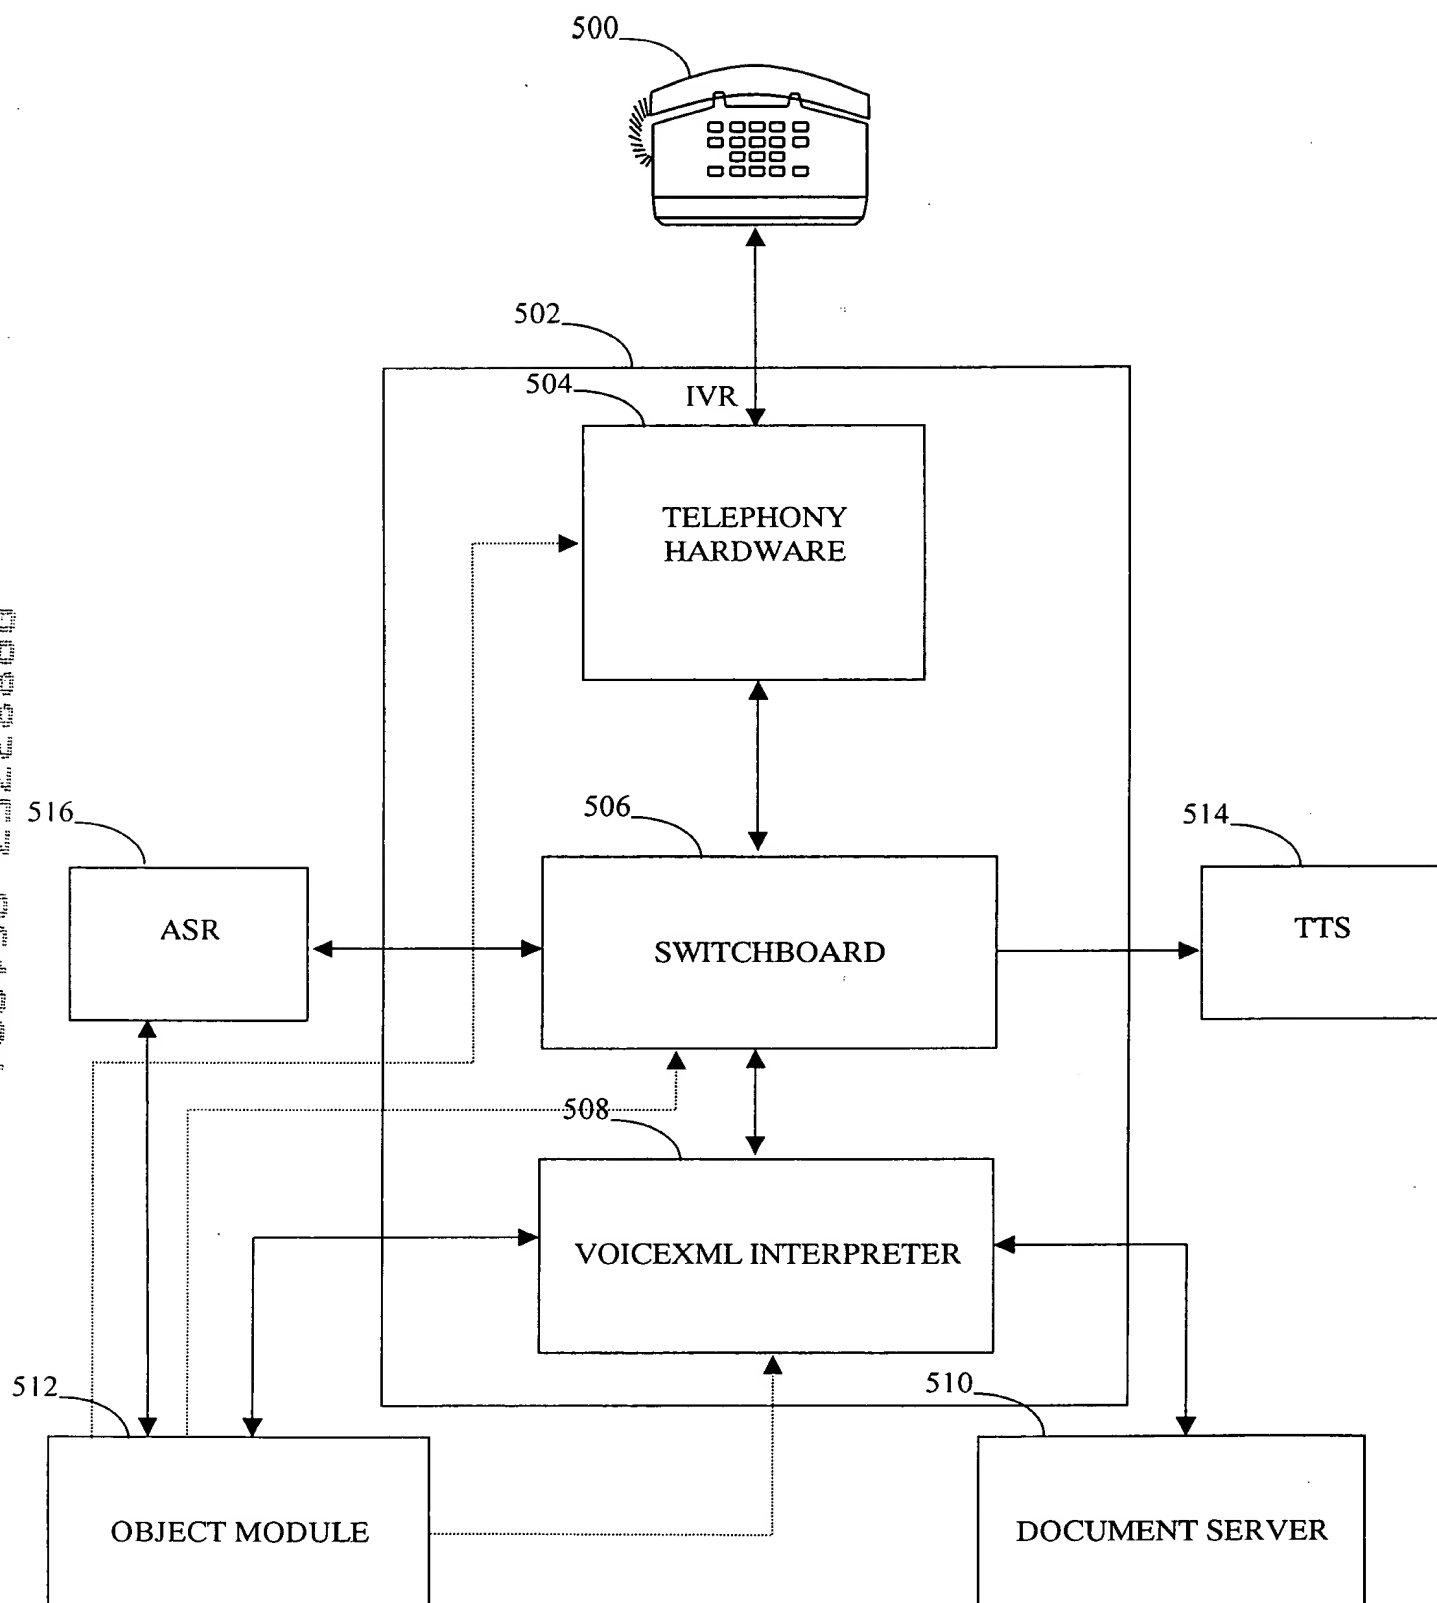 500
502
504
IVR
TELEPHONY
HARDWARE
516
506
514
ASR
SWITCHBOARD
TTS
508
VOICEXML INTERPRETER
512
510
OBJECT MODULE
DOCUMENT SERVER